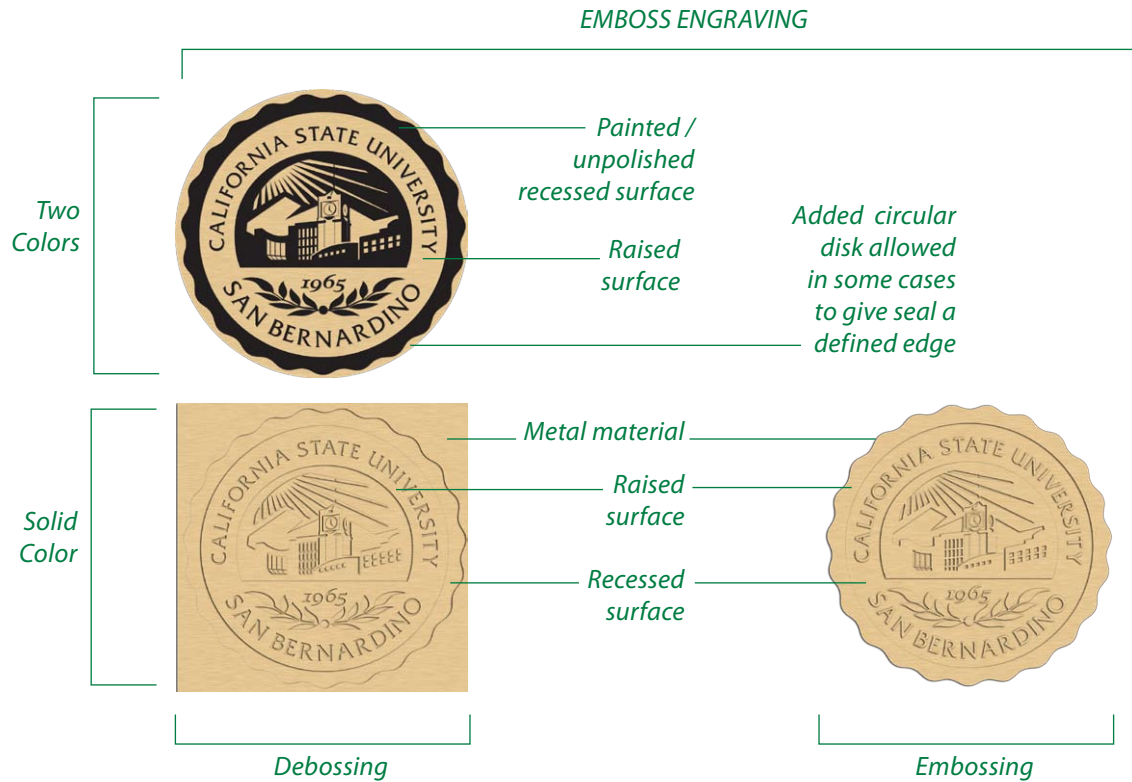 EMBOSS ENGRAVING
Two
Colors
CALIFORNIA STATE UNIVERSITY
1965
SAN BERNARDINO
Painted /
unpolished
recessed surface
Raised
surface
Added circular
disk allowed
in some cases
to give seal a
defined edge
Solid
Color
CALIFORNIA STATE UNIVERSITY
1965
SAN BERNARDINO
Metal material
Raised
surface
Recessed
surface
CALIFORNIA STATE UNIVERSITY
1965
SAN BERNARDINO
Debossing
Embossing